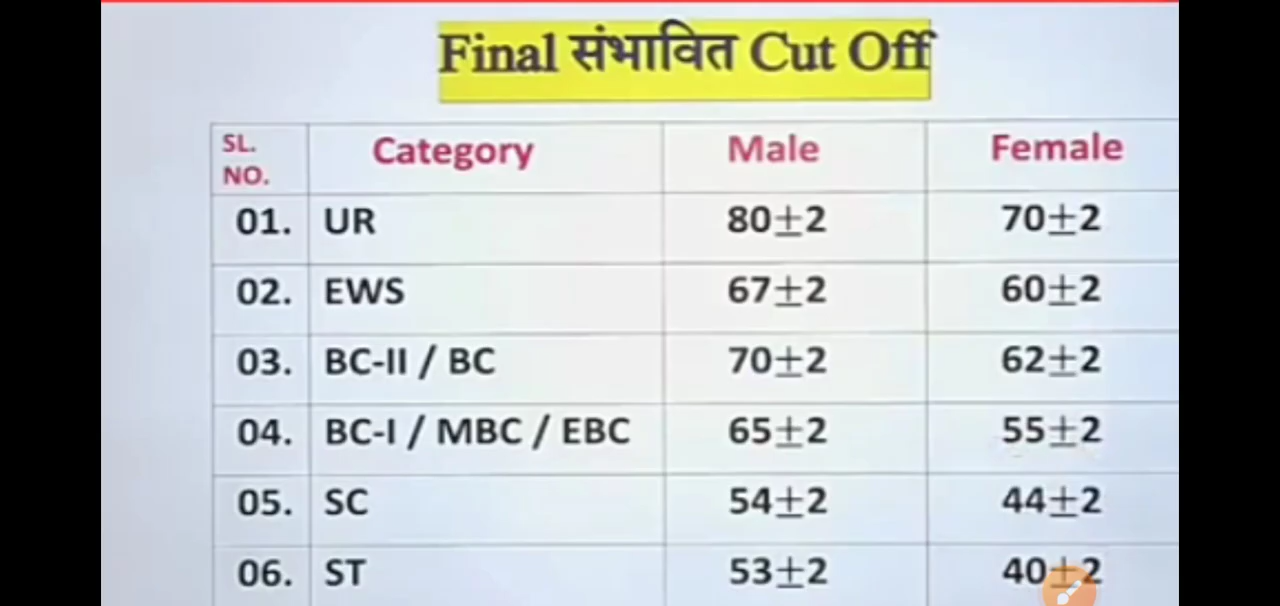 Final संभावित Cut Off
SL. NO. Category Male Female
01. UR 80±2 70±2
02. EWS 67±2 60±2
03. BC-II / BC 70±2 62±2
04. BC-I / MBC / EBC 65±2 55±2
05. SC 54±2 44±2
06. ST 53±2 40±2